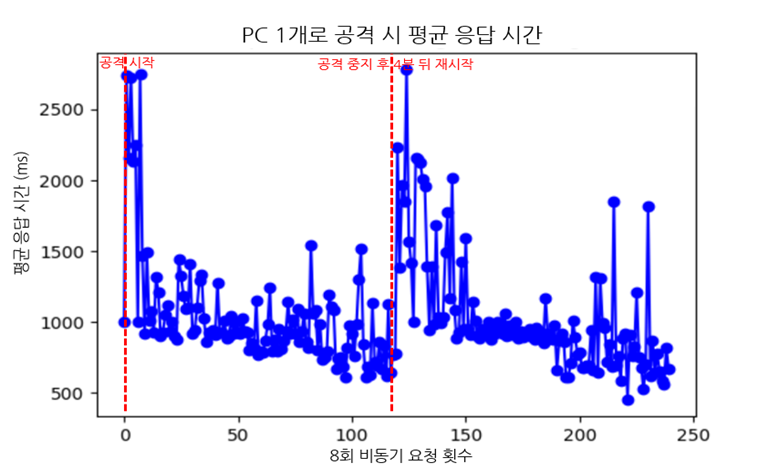 PC 1개로 공격 시 평균 응답 시간
공격 시작
공격 중지 후 4분 뒤 재시작
평균 응답 시간 (ms)
2500
2000
1500
1000
500
0
50
100
150
200
250
8회 비동기 요청 횟수